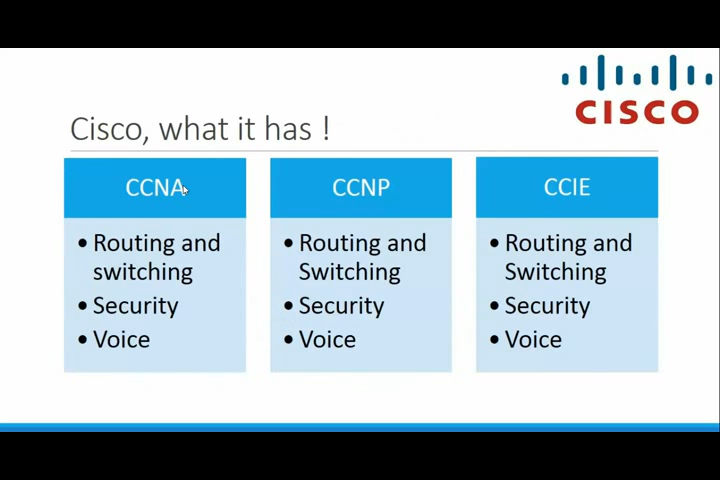 CISCO
Cisco, what it has !
CCNA
• Routing and
switching
• Security
• Voice
CCNP
• Routing and
Switching
• Security
• Voice
CCIE
• Routing and
Switching
• Security
• Voice